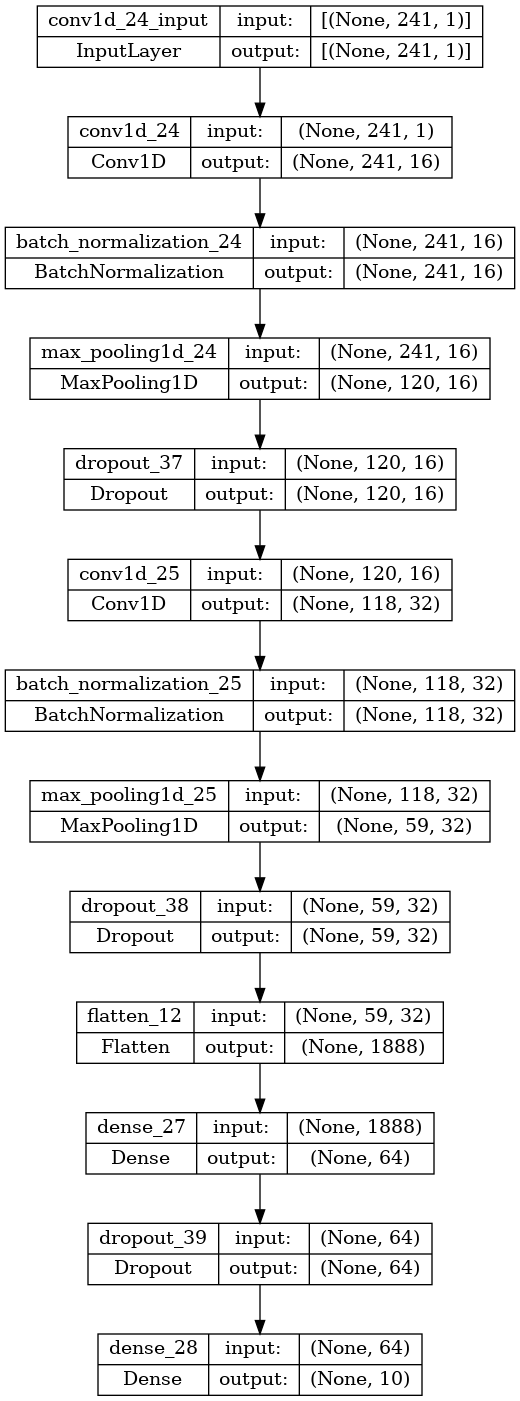 conv1d_24_input input: [(None, 241, 1)]
InputLayer output: [(None, 241, 1)]
conv1d_24 input: (None, 241, 1)
Conv1D output: (None, 241, 16)
batch_normalization_24 input: (None, 241, 16)
BatchNormalization output: (None, 241, 16)
max_pooling1d_24 input: (None, 241, 16)
MaxPooling1D output: (None, 120, 16)
dropout_37 input: (None, 120, 16)
Dropout output: (None, 120, 16)
conv1d_25 input: (None, 120, 16)
Conv1D output: (None, 118, 32)
batch_normalization_25 input: (None, 118, 32)
BatchNormalization output: (None, 118, 32)
max_pooling1d_25 input: (None, 118, 32)
MaxPooling1D output: (None, 59, 32)
dropout_38 input: (None, 59, 32)
Dropout output: (None, 59, 32)
flatten_12 input: (None, 59, 32)
Flatten output: (None, 1888)
dense_27 input: (None, 1888)
Dense output: (None, 64)
dropout_39 input: (None, 64)
Dropout output: (None, 64)
dense_28 input: (None, 64)
Dense output: (None, 10)